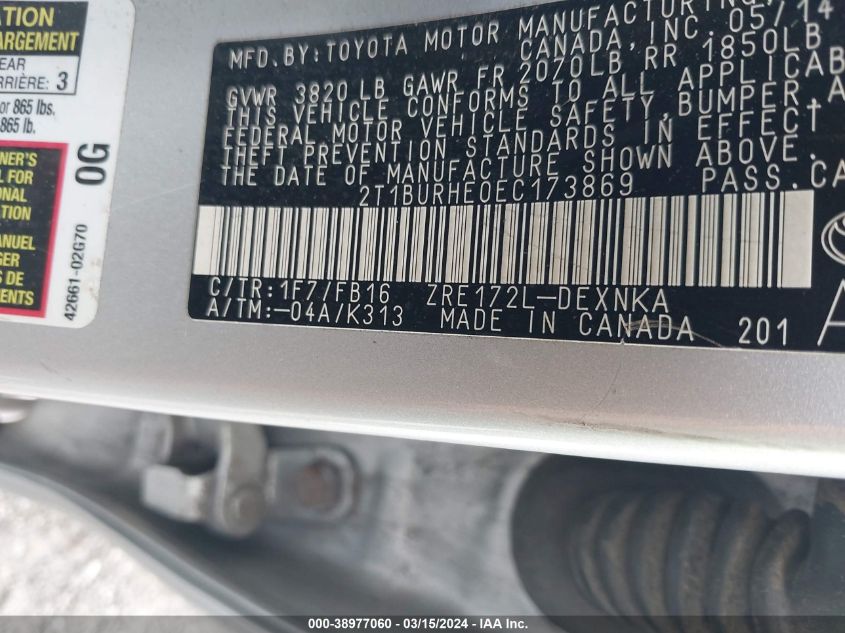 ATION
ARGEMENT
EAR
RRIÈRE: 3
or 865 lbs.
865 lb.
NER'S
L FOR
ONAL
TION
ANUEL
GER
S DE
MENTS
0G
42661-02G70
MFD.BY:TOYOTA MOTOR MANUFACTURING,
CANADA,INC. 05/14
GVWR 3820 LB GAWR FR 2070LB, RR 1850LB
THIS VEHICLE CONFORMS TO ALL APPLICAB
FEDERAL MOTOR VEHICLE SAFETY,BUMPER,A
THEFT PREVENTION STANDARDS IN EFFECT
THE DATE OF MANUFACTURE SHOWN ABOVE.
2T1BURHE0EC173869 PASS.CA
C/TR:1F7/FB16 ZRE172L-DEXNKA
A/TM:-04A/K313 MADE IN CANADA 201
A
000-38977060 - 03/15/2024 - IAA Inc.